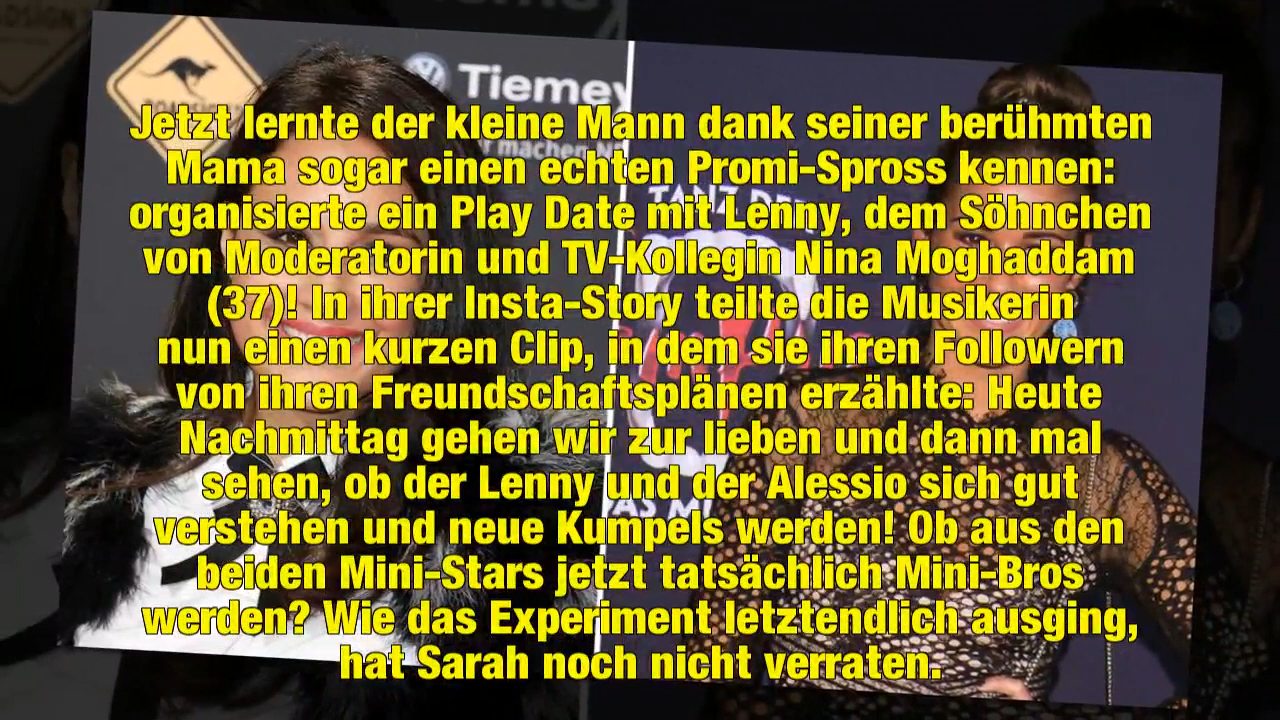 Jetzt lernte der kleine Mann dank seiner berühmten
Mama sogar einen echten Promi-Spross kennen:
organisierte ein Play Date mit Lenny, dem Söhnchen
von Moderatorin und TV-Kollegin Nina Moghaddam
(37)! In ihrer Insta-Story teilte die Musikerin
nun einen kurzen Clip, in dem sie ihren Followern
von ihren Freundschaftsplänen erzählte: Heute
Nachmittag gehen wir zur lieben und dann mal
sehen, ob der Lenny und der Alessio sich gut
verstehen und neue Kumpels werden! Ob aus den
beiden Mini-Stars jetzt tatsächlich Mini-Bros
werden? Wie das Experiment letztendlich ausging,
hat Sarah noch nicht verraten.
Tiemey
machen
TANZ DER